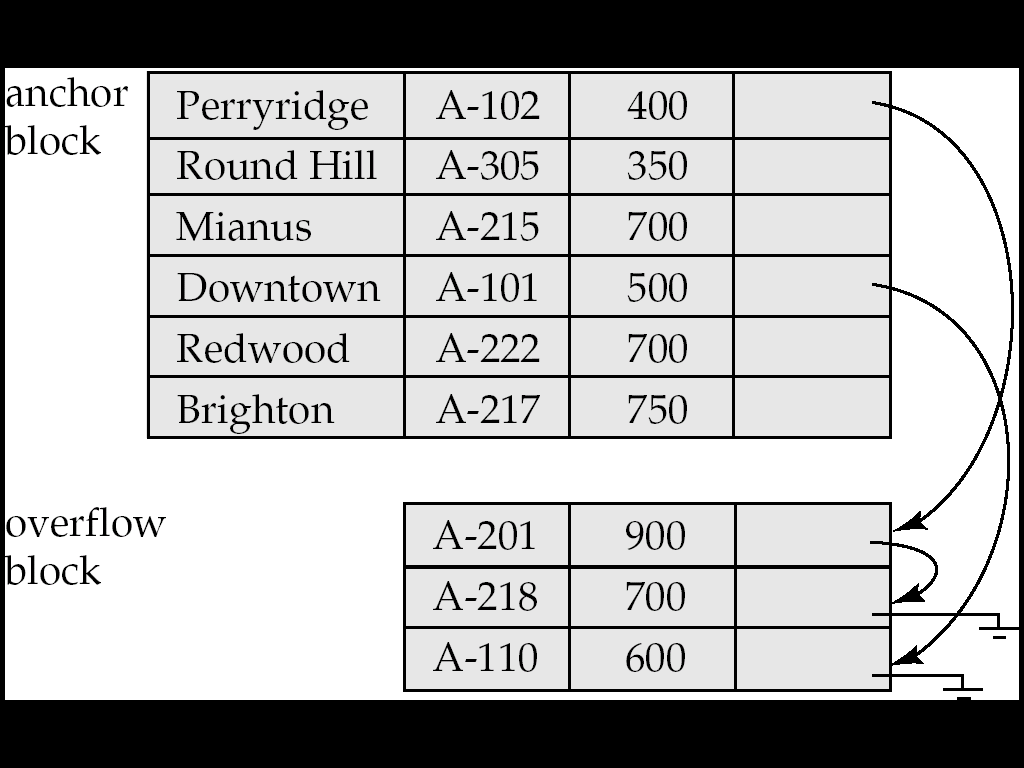 anchor
block
Perryridge A-102 400
Round Hill A-305 350
Mianus A-215 700
Downtown A-101 500
Redwood A-222 700
Brighton A-217 750
overflow
block
A-201 900
A-218 700
A-110 600